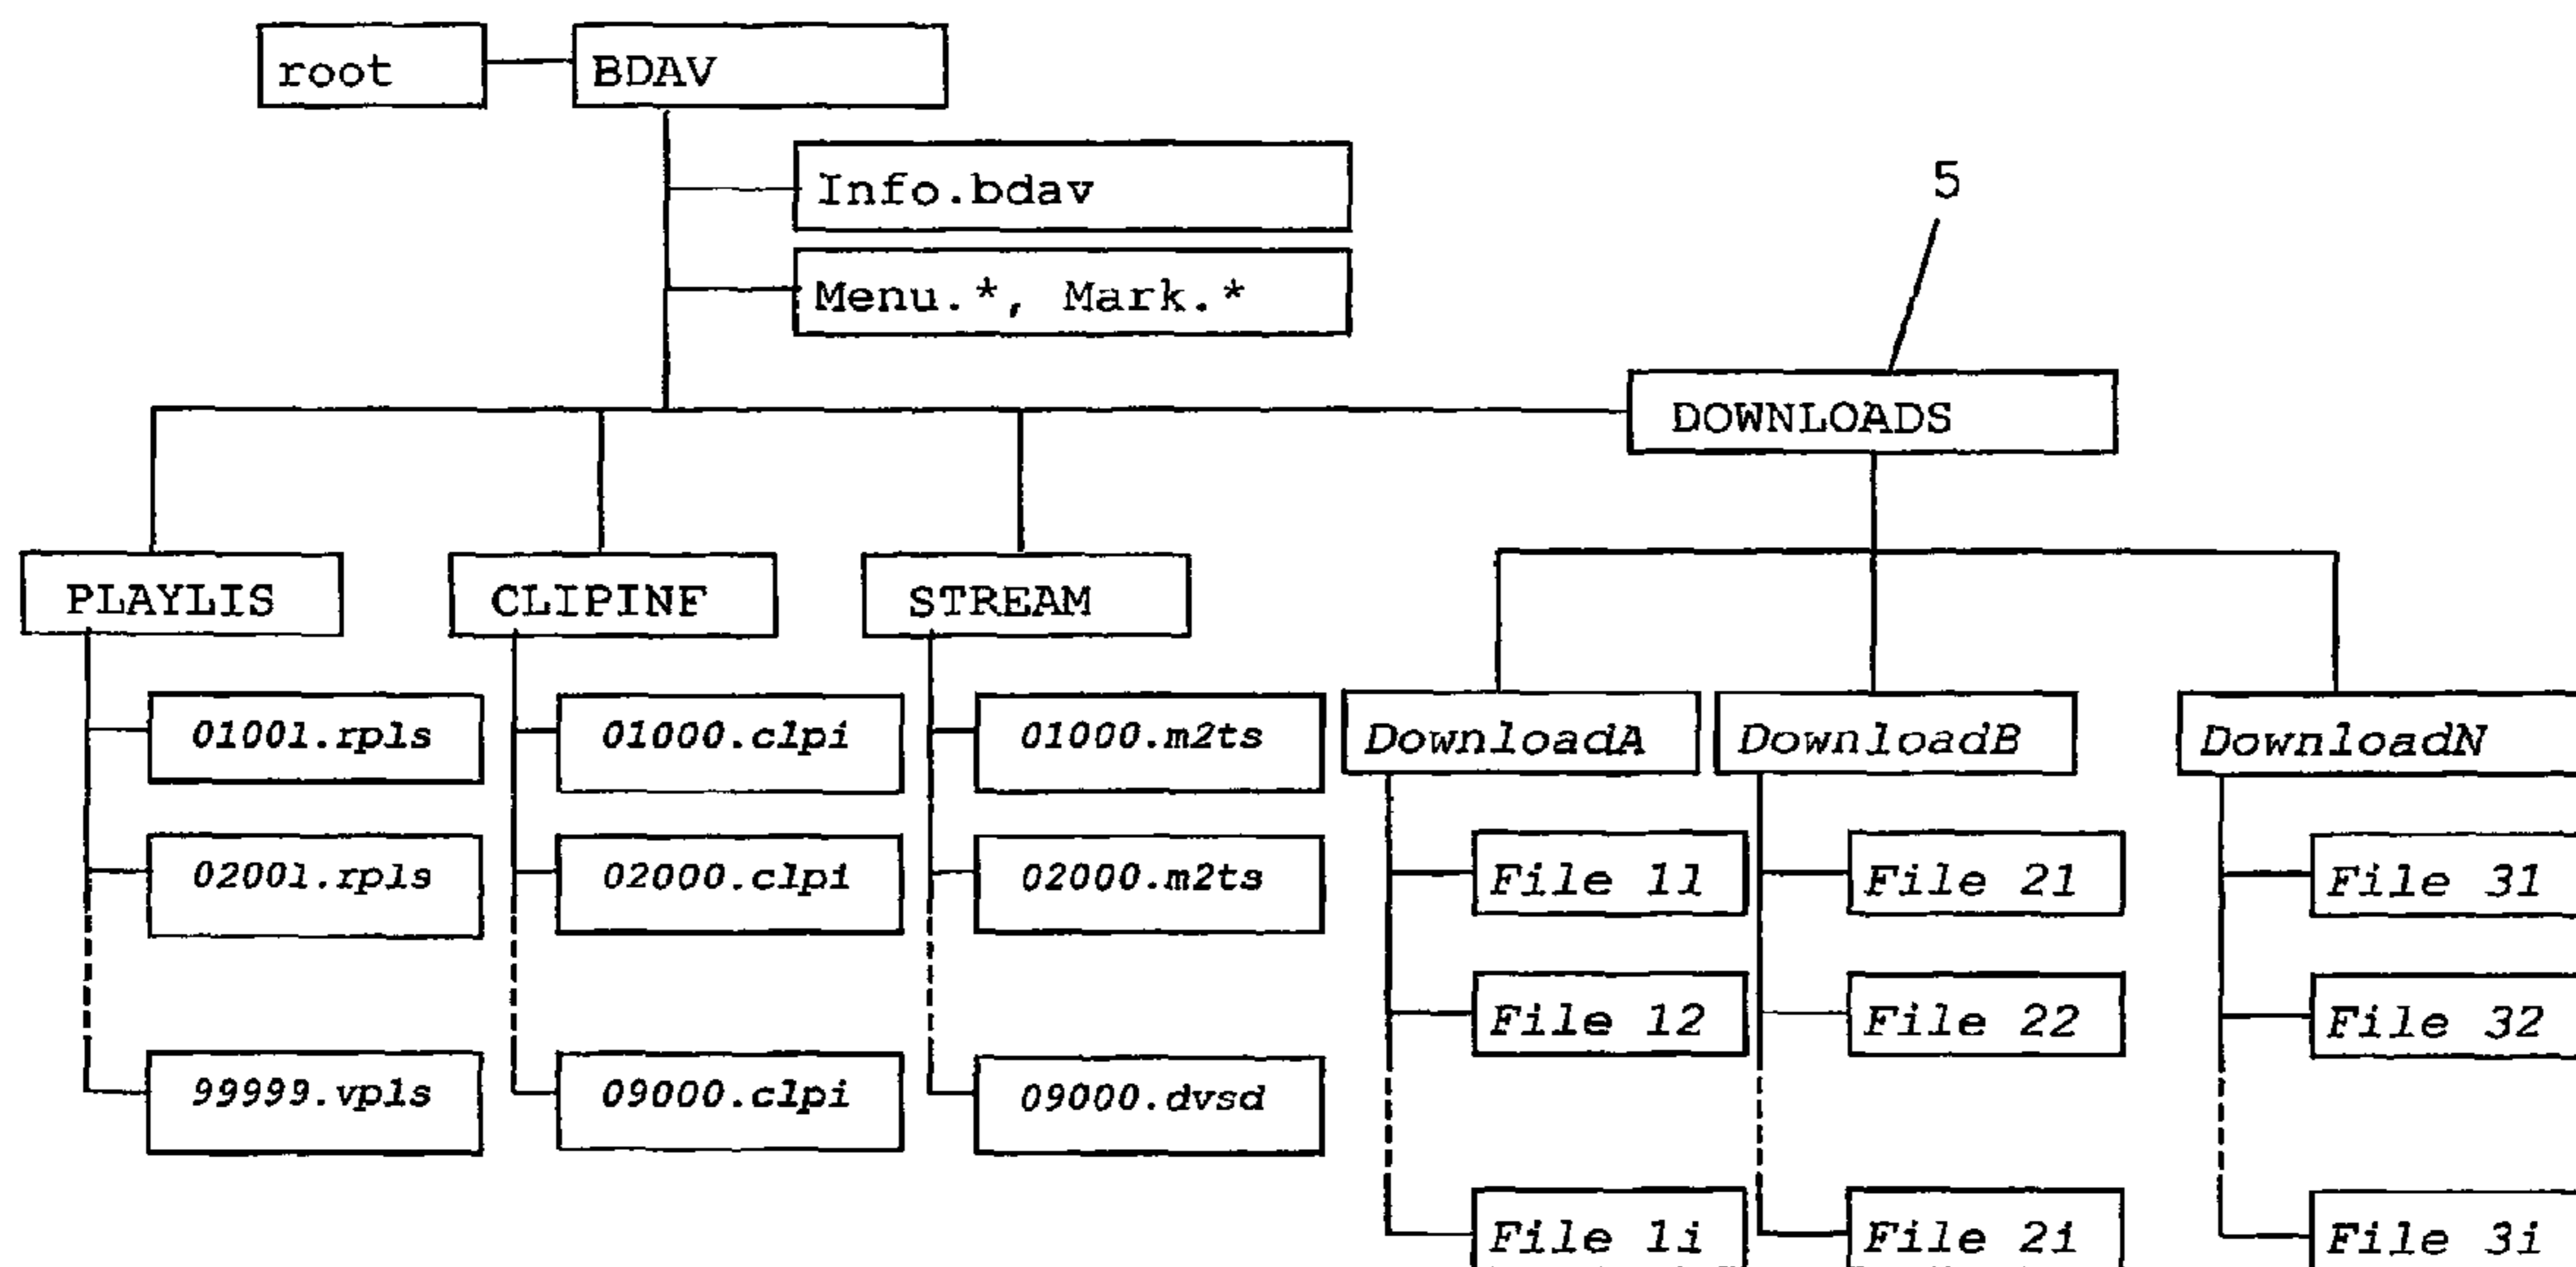 root
BDAV
Info.bdav
Menu.*, Mark.*
5
DOWNLOADS
PLAYLIS
CLIPINF
STREAM
01001.rpls
01000.clpi
01000.m2ts
DownloadA
DownloadB
DownloadN
02001.rpls
02000.clpi
02000.m2ts
File 11
File 21
File 31
File 12
File 22
File 32
99999.vpls
09000.clpi
09000.dvsd
File 1i
File 2i
File 3i